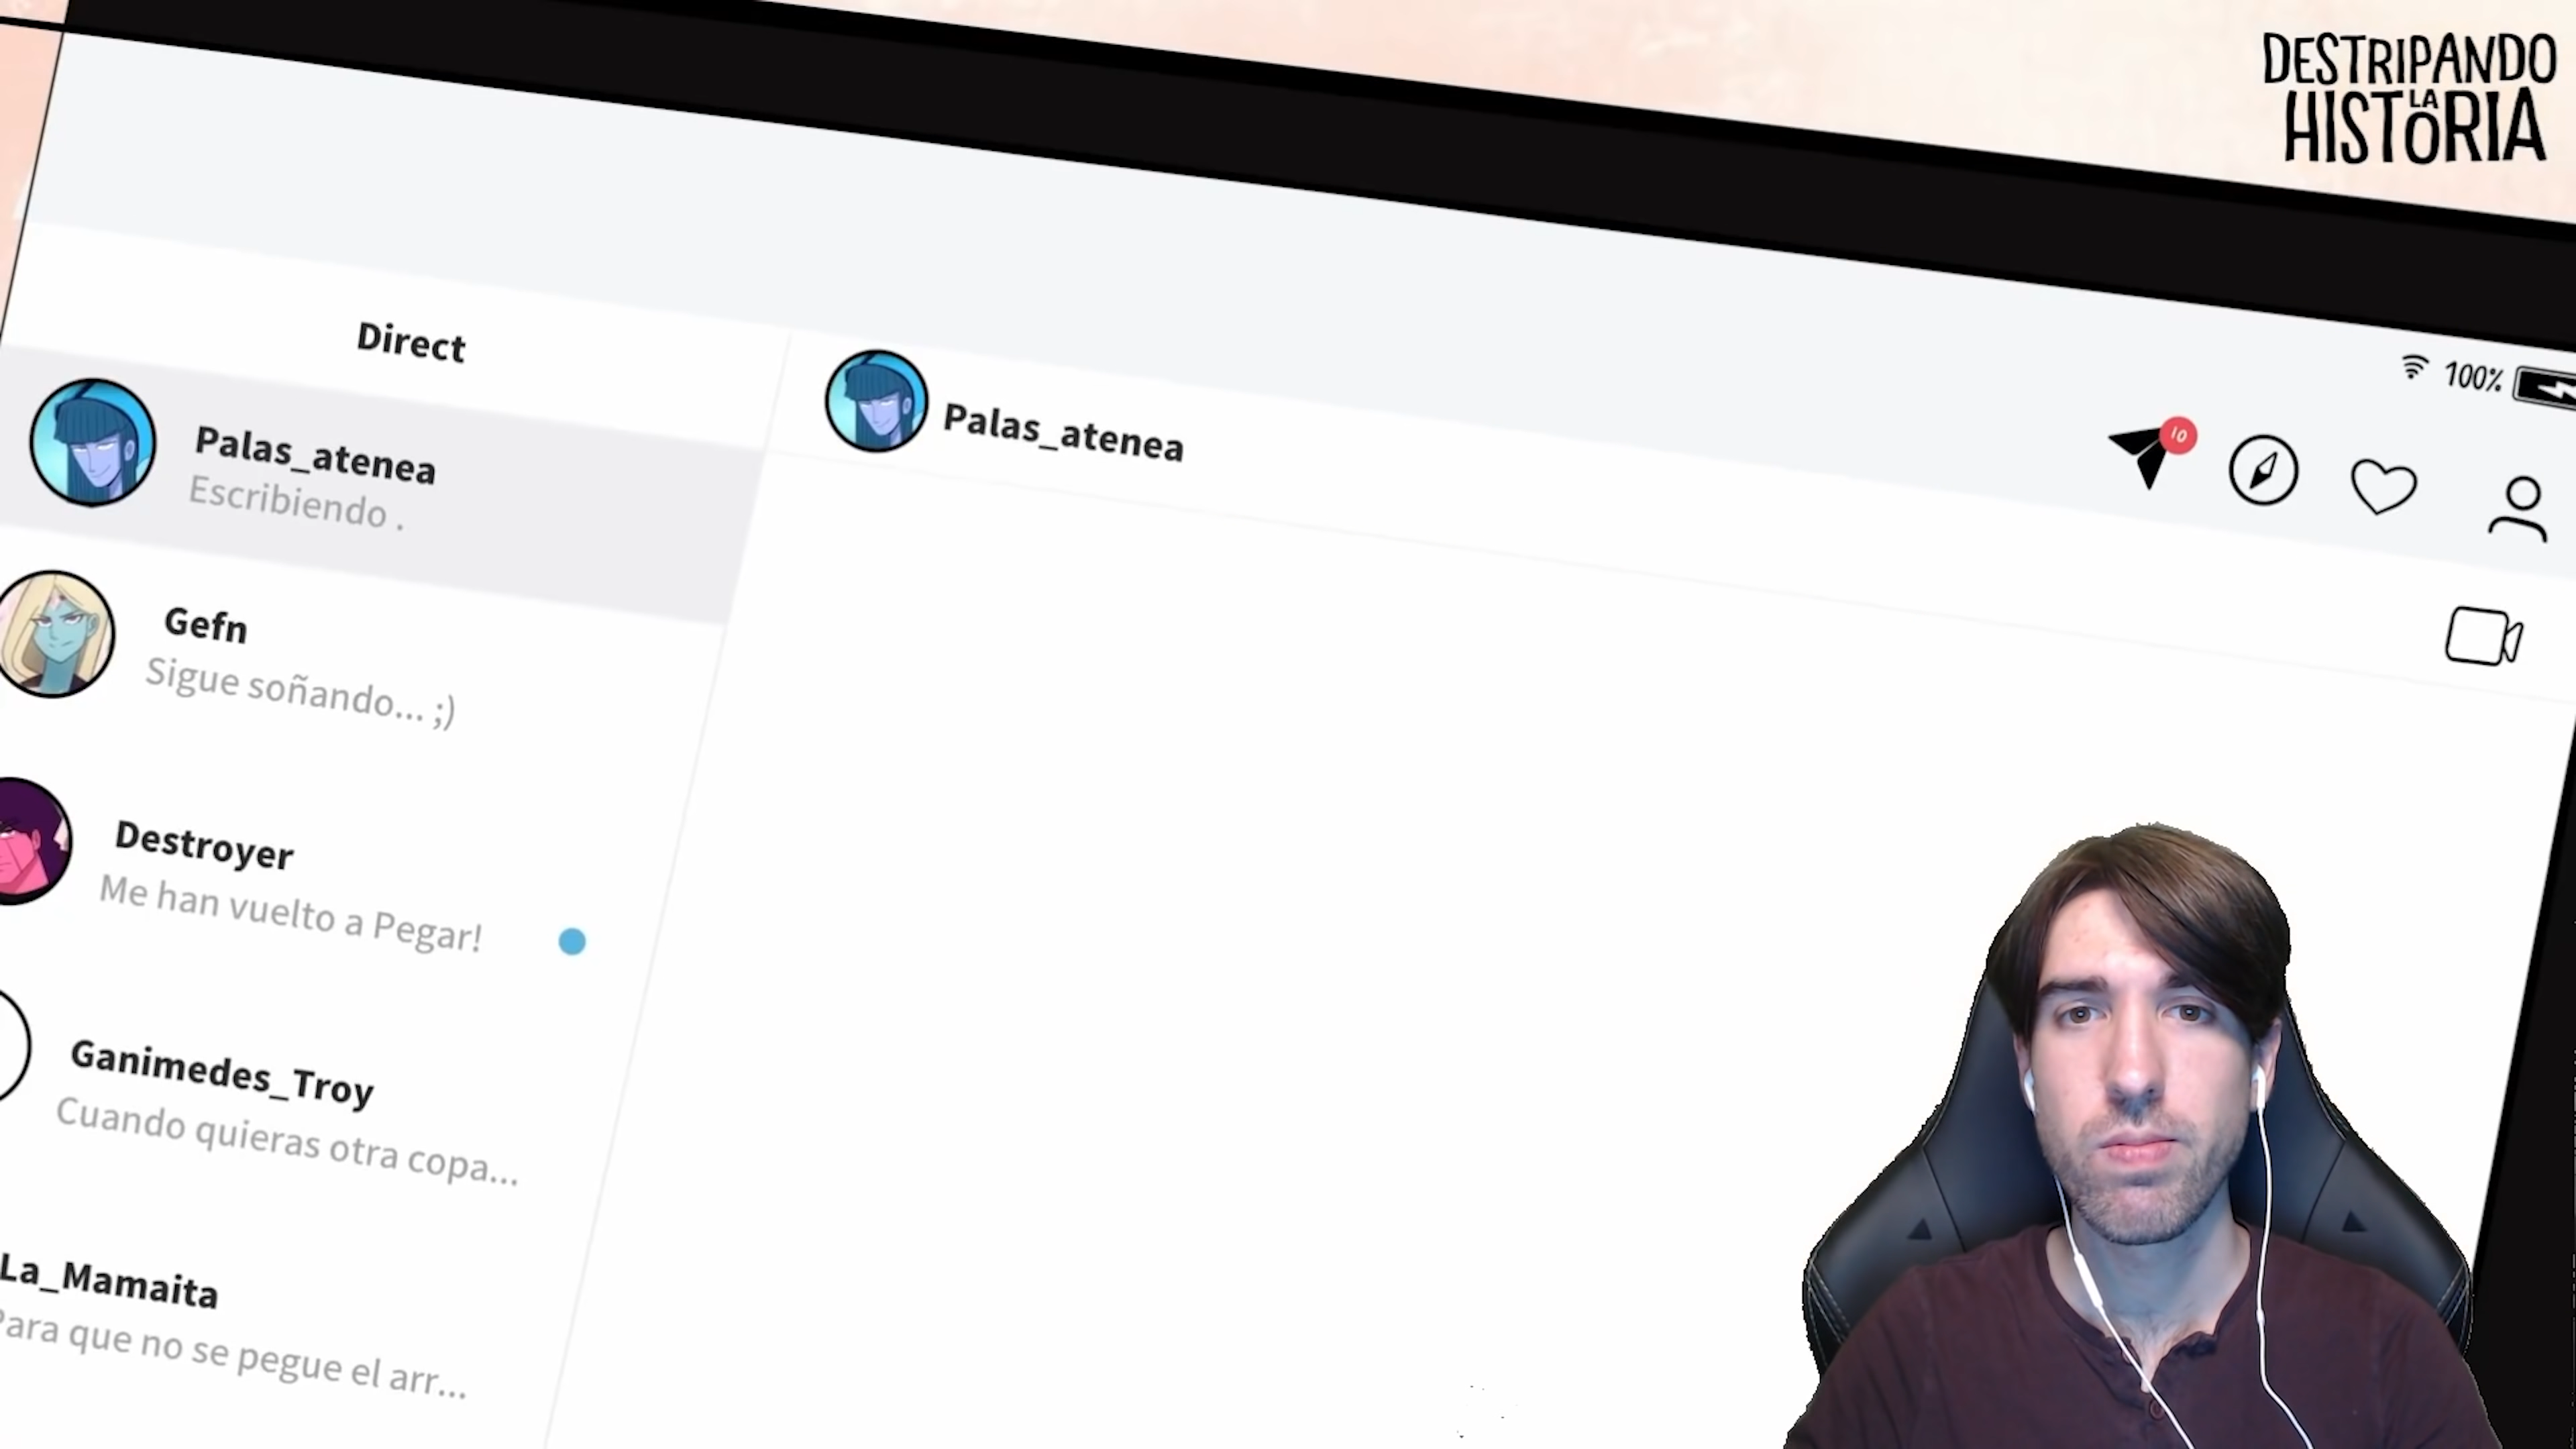 DESTRIPANDO
LA
HISTORIA
100%
10
Direct
Palas_atenea
Escribiendo .
Gefn
Sigue soñando... ;)
Destroyer
Me han vuelto a Pegar!
Ganimedes_Troy
Cuando quieras otra copa...
La_Mamaita
Para que no se pegue el arr...
Palas_atenea